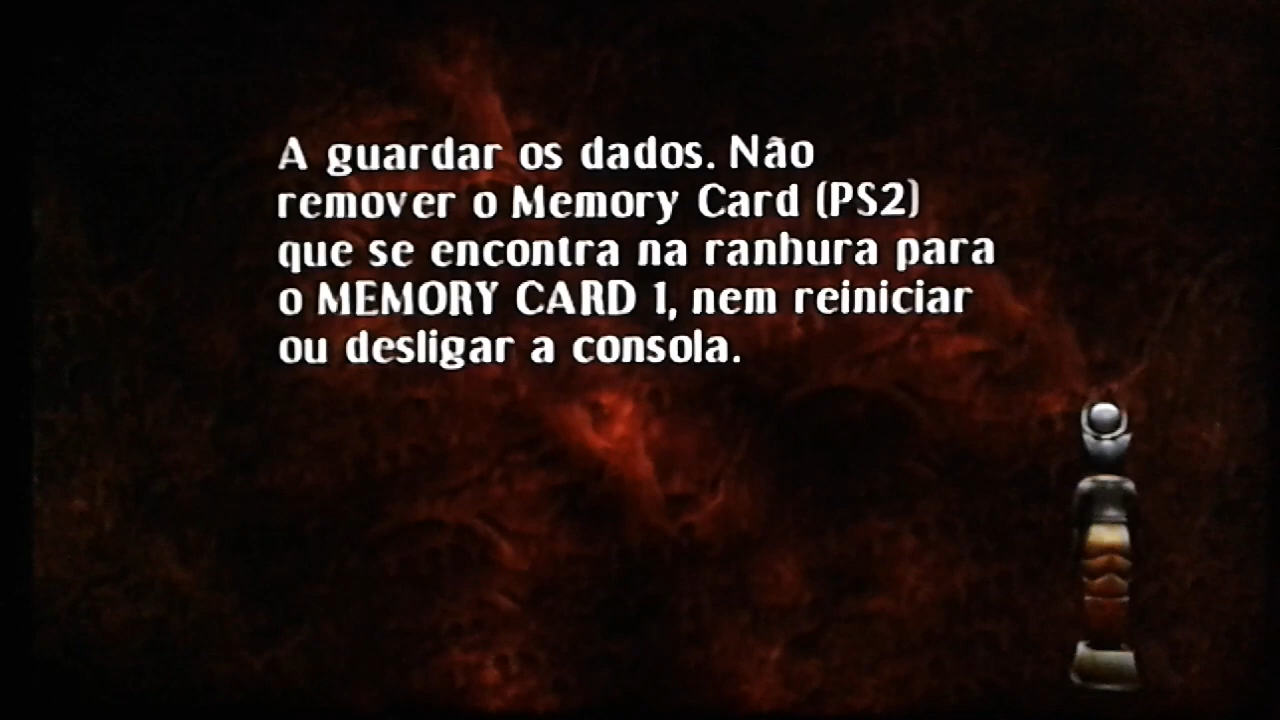 A guardar os dados. Não
remover o Memory Card (PS2)
que se encontra na ranhura para
o MEMORY CARD 1, nem reiniciar
ou desligar a consola.